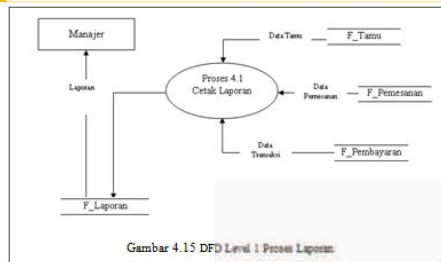 Manajer
Data Tamu
F_Tamu
Laporan
Proses 4.1
Cetak Laporan
Data
Pemesanan
F_Pemesanan
Data
Transaksi
F_Pembayaran
F_Laporan
Gambar 4.15 DFD Level 1 Proses Laporan